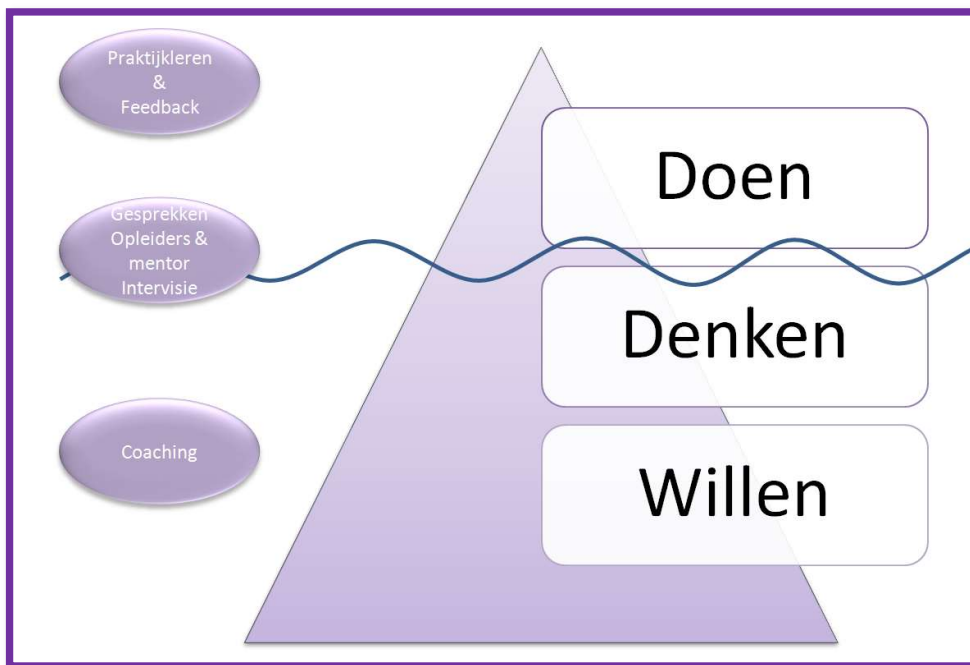 Praktijkleren
&
Feedback
Doen
Gesprekken
Opleiders &
mentor
Intervisie
Denken
Coaching
Willen